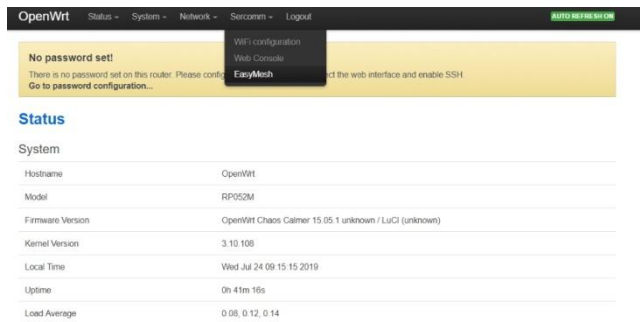 OpenWrt Status System Network Sercomm Logout AUTO REFRESH ON
WiFi configuration
Web Console
EasyMesh
No password set!
There is no password set on this router. Please config ect the web interface and enable SSH.
Go to password configuration...
Status
System
Hostname OpenWrt
Model RP052M
Firmware Version OpenWrt Chaos Calmer 15.05.1 unknown / LuCI (unknown)
Kernel Version 3.10.108
Local Time Wed Jul 24 09:15:15 2019
Uptime 0h 41m 16s
Load Average 0.08, 0.12, 0.14